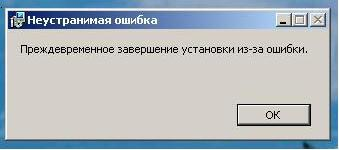 Неустранимая ошибка
Преждевременное завершение установки из-за ошибки.
OK